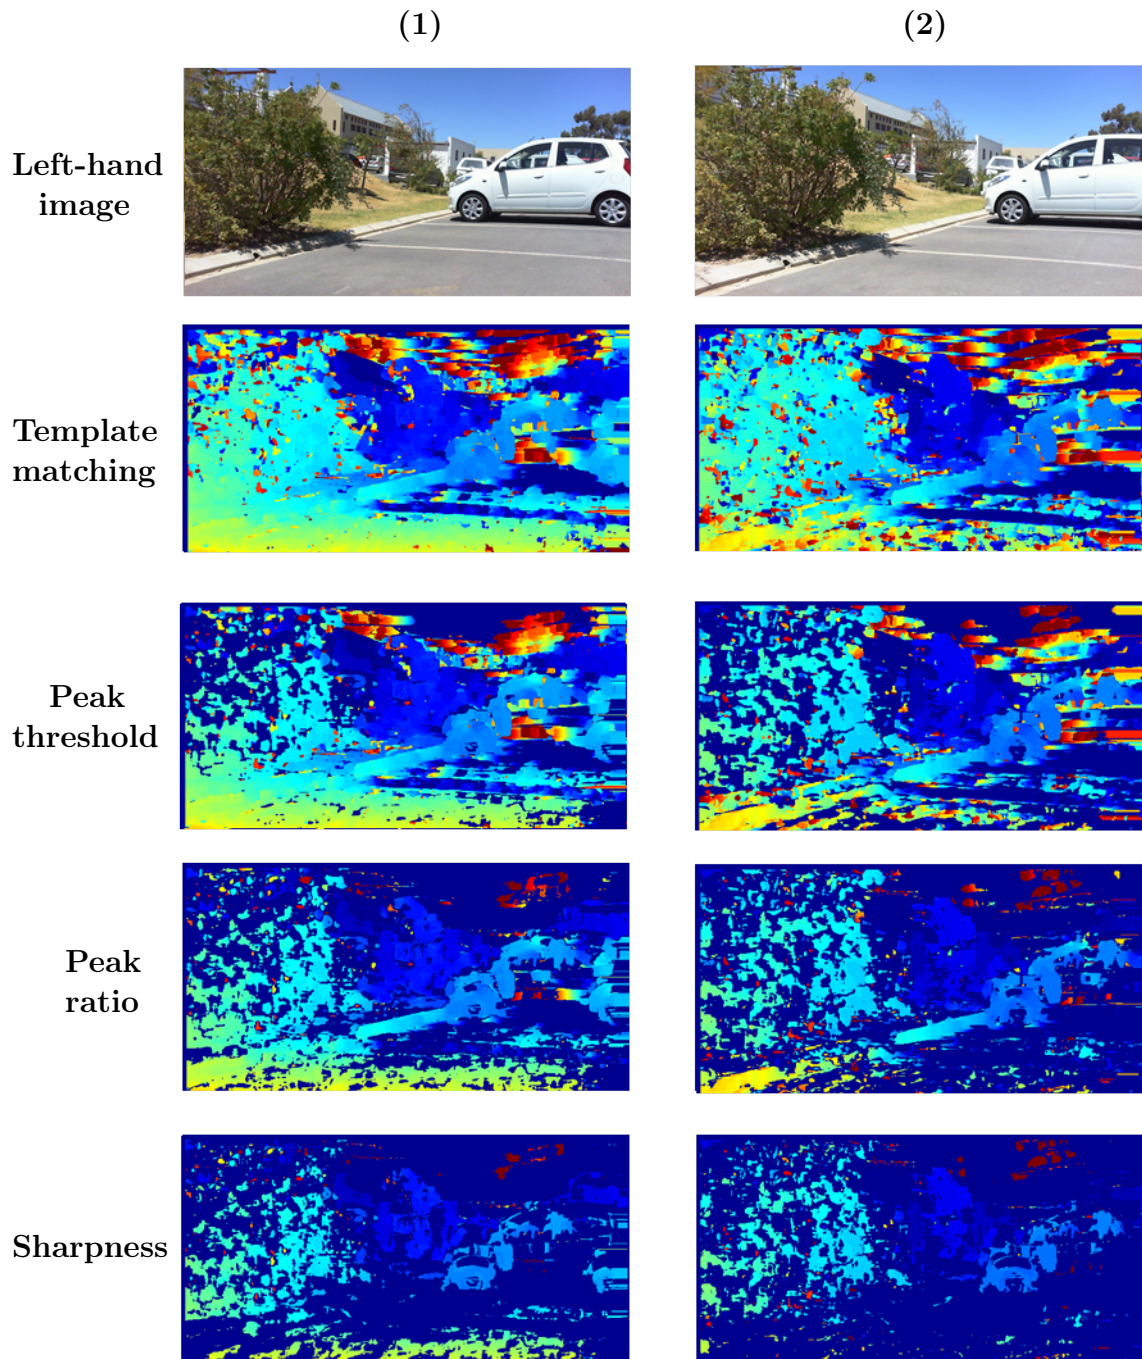 (1)
(2)
Left-hand
image
Template
matching
Peak
threshold
Peak
ratio
Sharpness